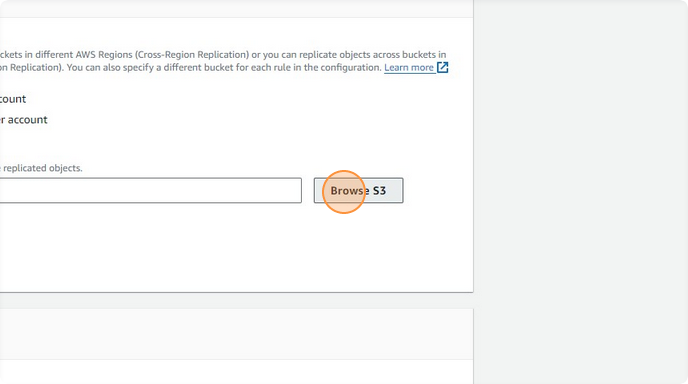 ckets in different AWS Regions (Cross-Region Replication) or you can replicate objects across buckets in
on Replication). You can also specify a different bucket for each rule in the configuration. Learn more
count
r account
replicated objects.
Browse S3